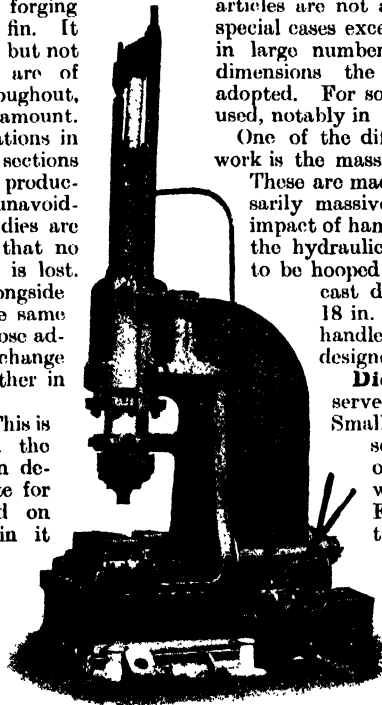 forging
fin. It
but not
are of
oughout,
amount.
ations in
sections
produc-
unavoid-
dies are
that no
is lost.
ongside
e same
ose ad-
change
ther in
This is
the
n de-
te for
d on
in it
articles are not a
special cases exce
in large number
dimensions the
adopted. For so
used, notably in
One of the dif
work is the mass
These are mad
sarily massive
impact of han
the hydraulic
to be hooped
cast d
18 in.
handle
designe
Die
serve
Small
se
o
w
F
t